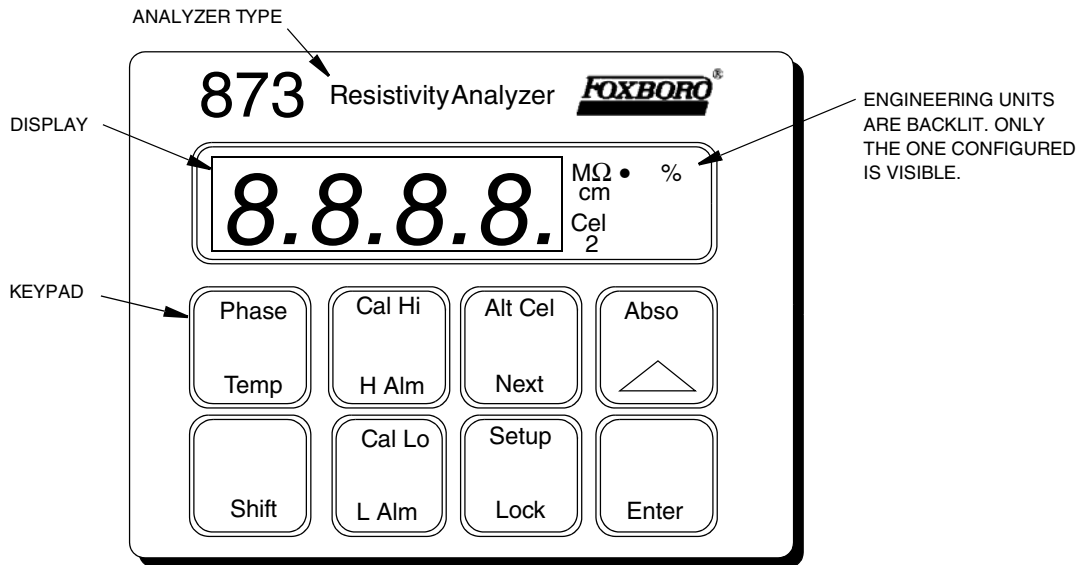 ANALYZER TYPE
873 Resistivity Analyzer FOXBORO®
DISPLAY
8.8.8.8.
MΩ • %
cm
Cel
2
ENGINEERING UNITS
ARE BACKLIT. ONLY
THE ONE CONFIGURED
IS VISIBLE.
KEYPAD
Phase
Temp
Cal Hi
H Alm
Alt Cel
Next
Abso
Shift
Cal Lo
L Alm
Setup
Lock
Enter